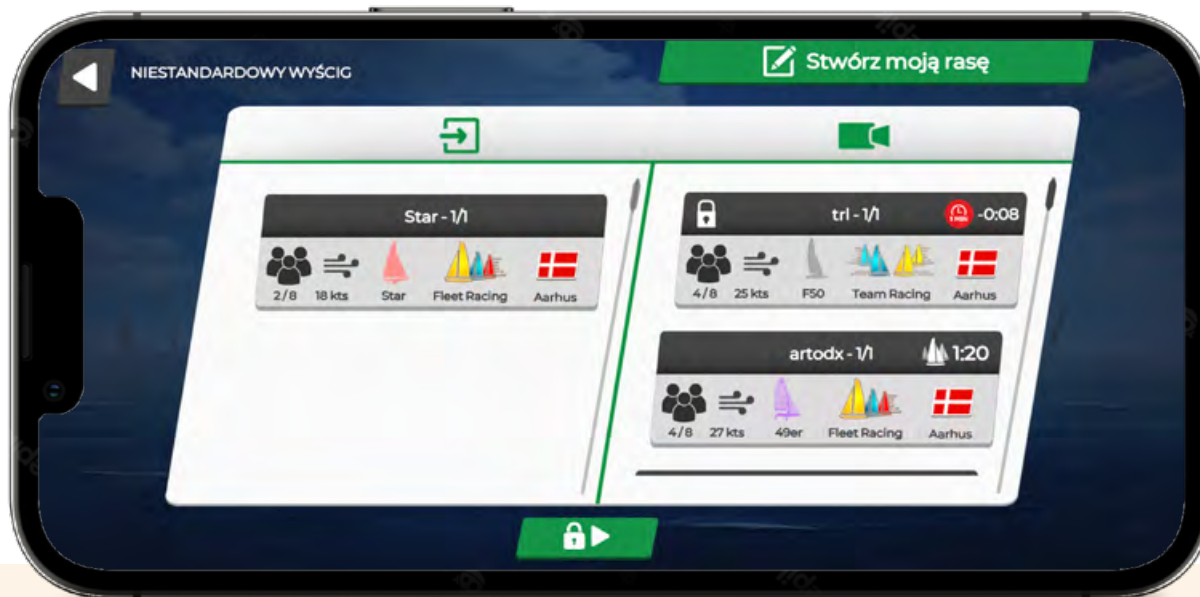 NIESTANDARDOWY WYŚCIG
Stwórz moją rasę
Star - 1/1
2/8 18 kts Star Fleet Racing Aarhus
trl - 1/1 -0:08
4/8 25 kts F50 Team Racing Aarhus
artodx - 1/1 1:20
4/8 27 kts 49er Fleet Racing Aarhus